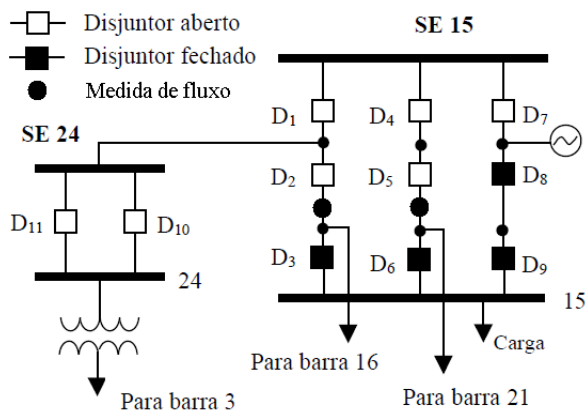 Disjuntor aberto
Disjuntor fechado
Medida de fluxo
SE 15
SE 24
D1
D4
D7
D2
D5
D8
D11
D10
D3
D6
D9
24
15
Carga
Para barra 16
Para barra 21
Para barra 3